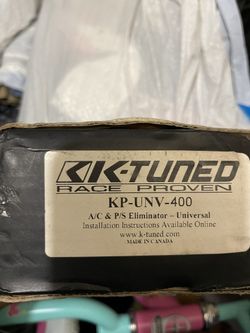 K-TUNED
RACE PROVEN
KP-UNV-400
A/C & P/S Eliminator – Universal
Installation Instructions Available Online
www.k-tuned.com
MADE IN CANADA